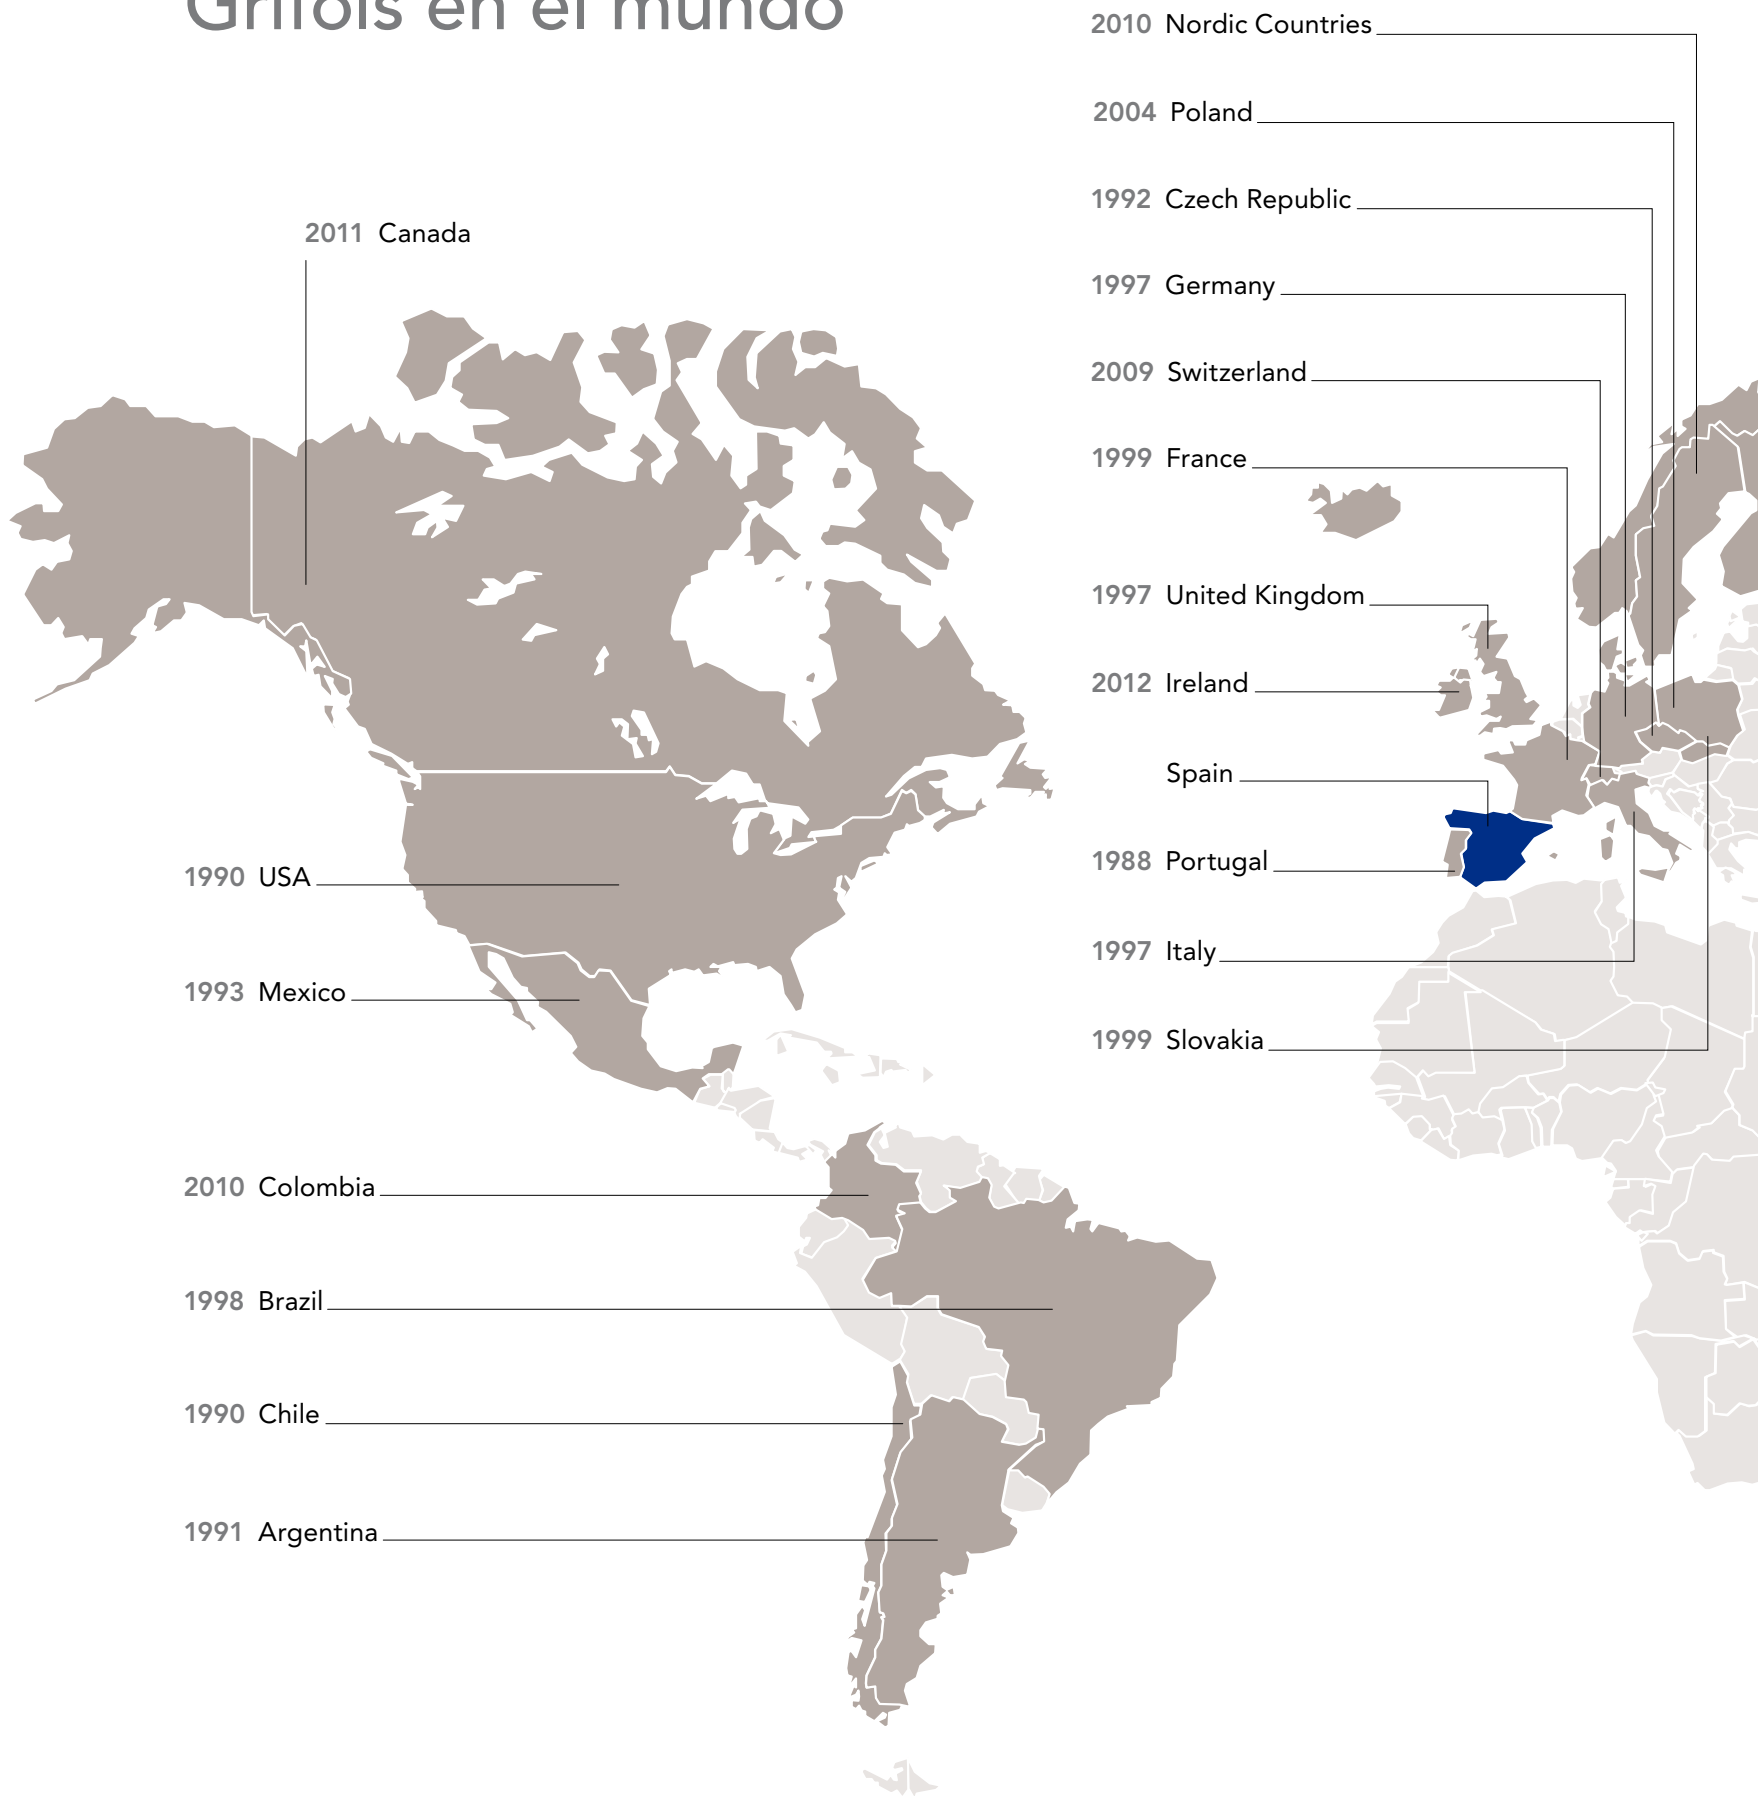 Grifols en el mundo
2011 Canada
1990 USA
1993 Mexico
2010 Colombia
1998 Brazil
1990 Chile
1991 Argentina
2010 Nordic Countries
2004 Poland
1992 Czech Republic
1997 Germany
2009 Switzerland
1999 France
1997 United Kingdom
2012 Ireland
Spain
1988 Portugal
1997 Italy
1999 Slovakia